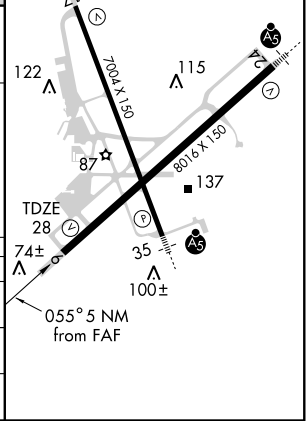 V
7004 X 150
A5
24
122
115
V
8016 X 150
87
137
TDZE
28
V
P
35
A5
74±
6
100±
055° 5 NM
from FAF